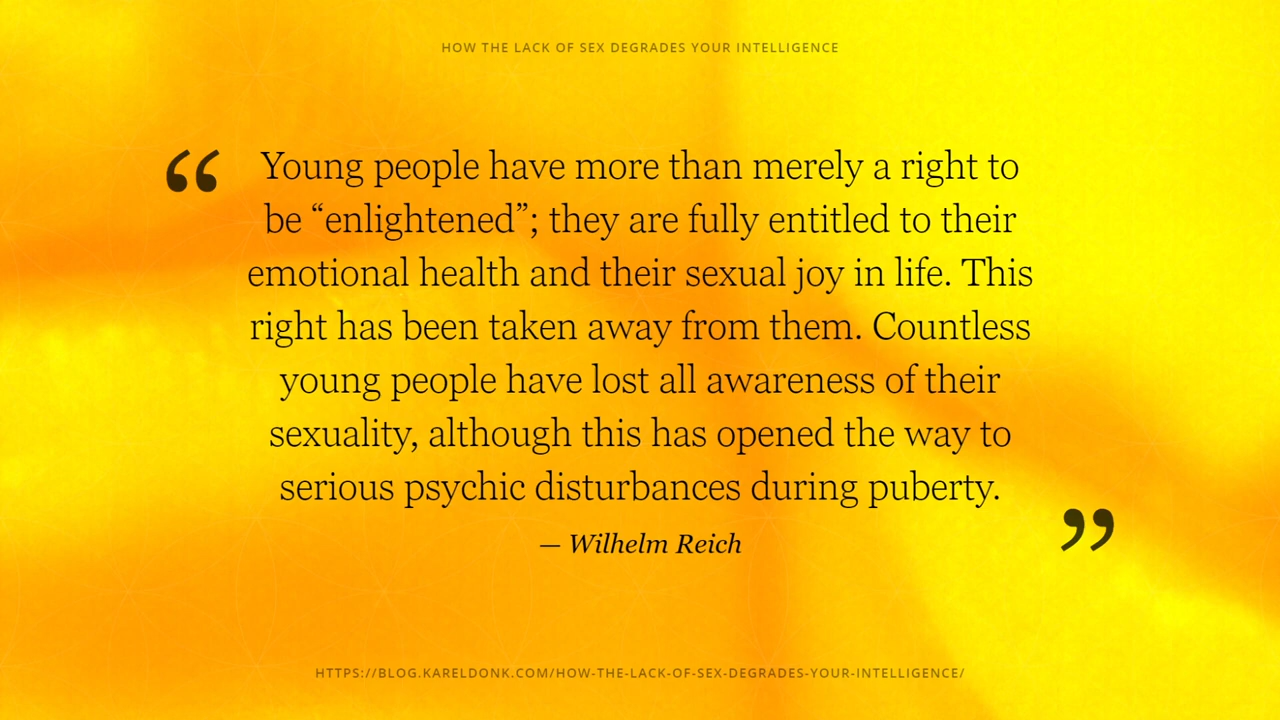 HOW THE LACK OF SEX DEGRADES YOUR INTELLIGENCE
“ Young people have more than merely a right to
be “enlightened”; they are fully entitled to their
emotional health and their sexual joy in life. This
right has been taken away from them. Countless
young people have lost all awareness of their
sexuality, although this has opened the way to
serious psychic disturbances during puberty. ”
— Wilhelm Reich
HTTPS://BLOG.KARELDONK.COM/HOW-THE-LACK-OF-SEX-DEGRADES-YOUR-INTELLIGENCE/